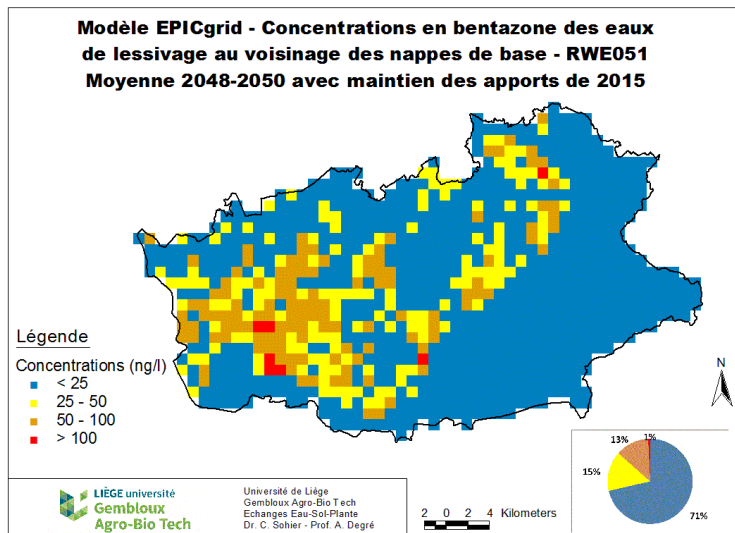 Modèle EPICgrid - Concentrations en bentazone des eaux
de lessivage au voisinage des nappes de base - RWE051
Moyenne 2048-2050 avec maintien des apports de 2015
Légende
Concentrations (ng/l)
< 25
25 - 50
50 - 100
> 100
N
13%
1%
15%
71%
LIÈGE université
Gembloux
Agro-Bio Tech
Université de Liège
Gembloux Agro-Bio Tech
Echanges Eau-Sol-Plante
Dr. C. Sohier - Prof. A. Degré
2 0 2 4 Kilometers